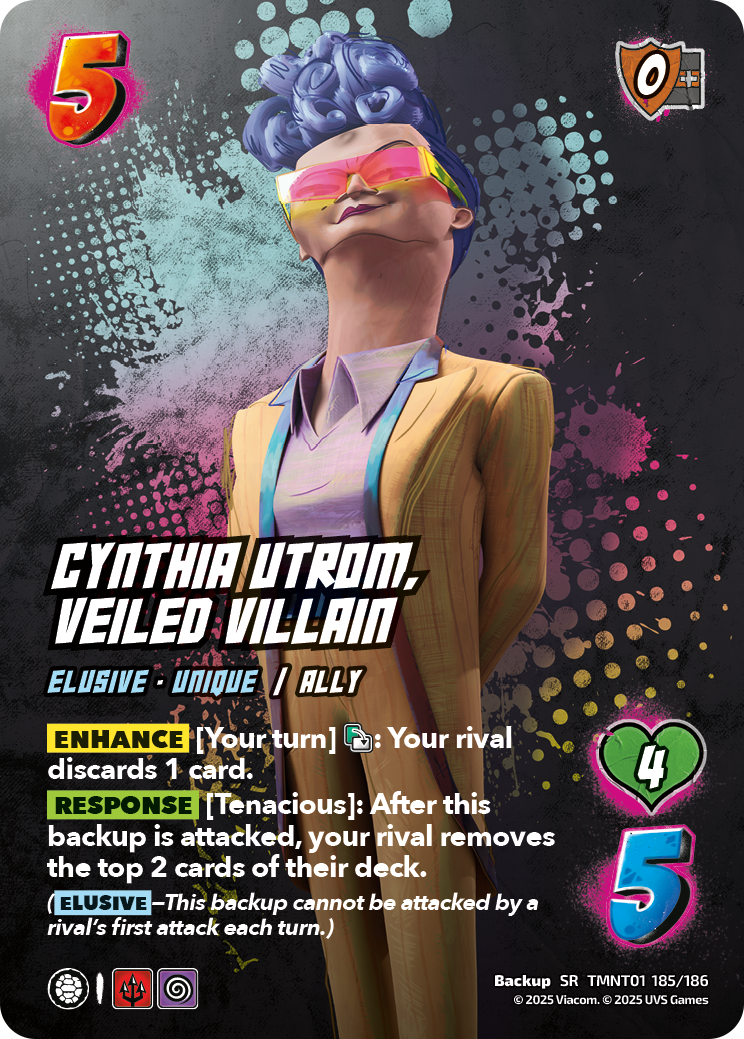 5
0
CYNTHIA UTROM,
VEILED VILLAIN
ELUSIVE · UNIQUE / ALLY
ENHANCE [Your turn] : Your rival
discards 1 card.
RESPONSE [Tenacious]: After this
backup is attacked, your rival removes
the top 2 cards of their deck.
(ELUSIVE—This backup cannot be attacked by a
rival's first attack each turn.)
4
5
Backup SR TMNT01 185/186
© 2025 Viacom. © 2025 UVS Games